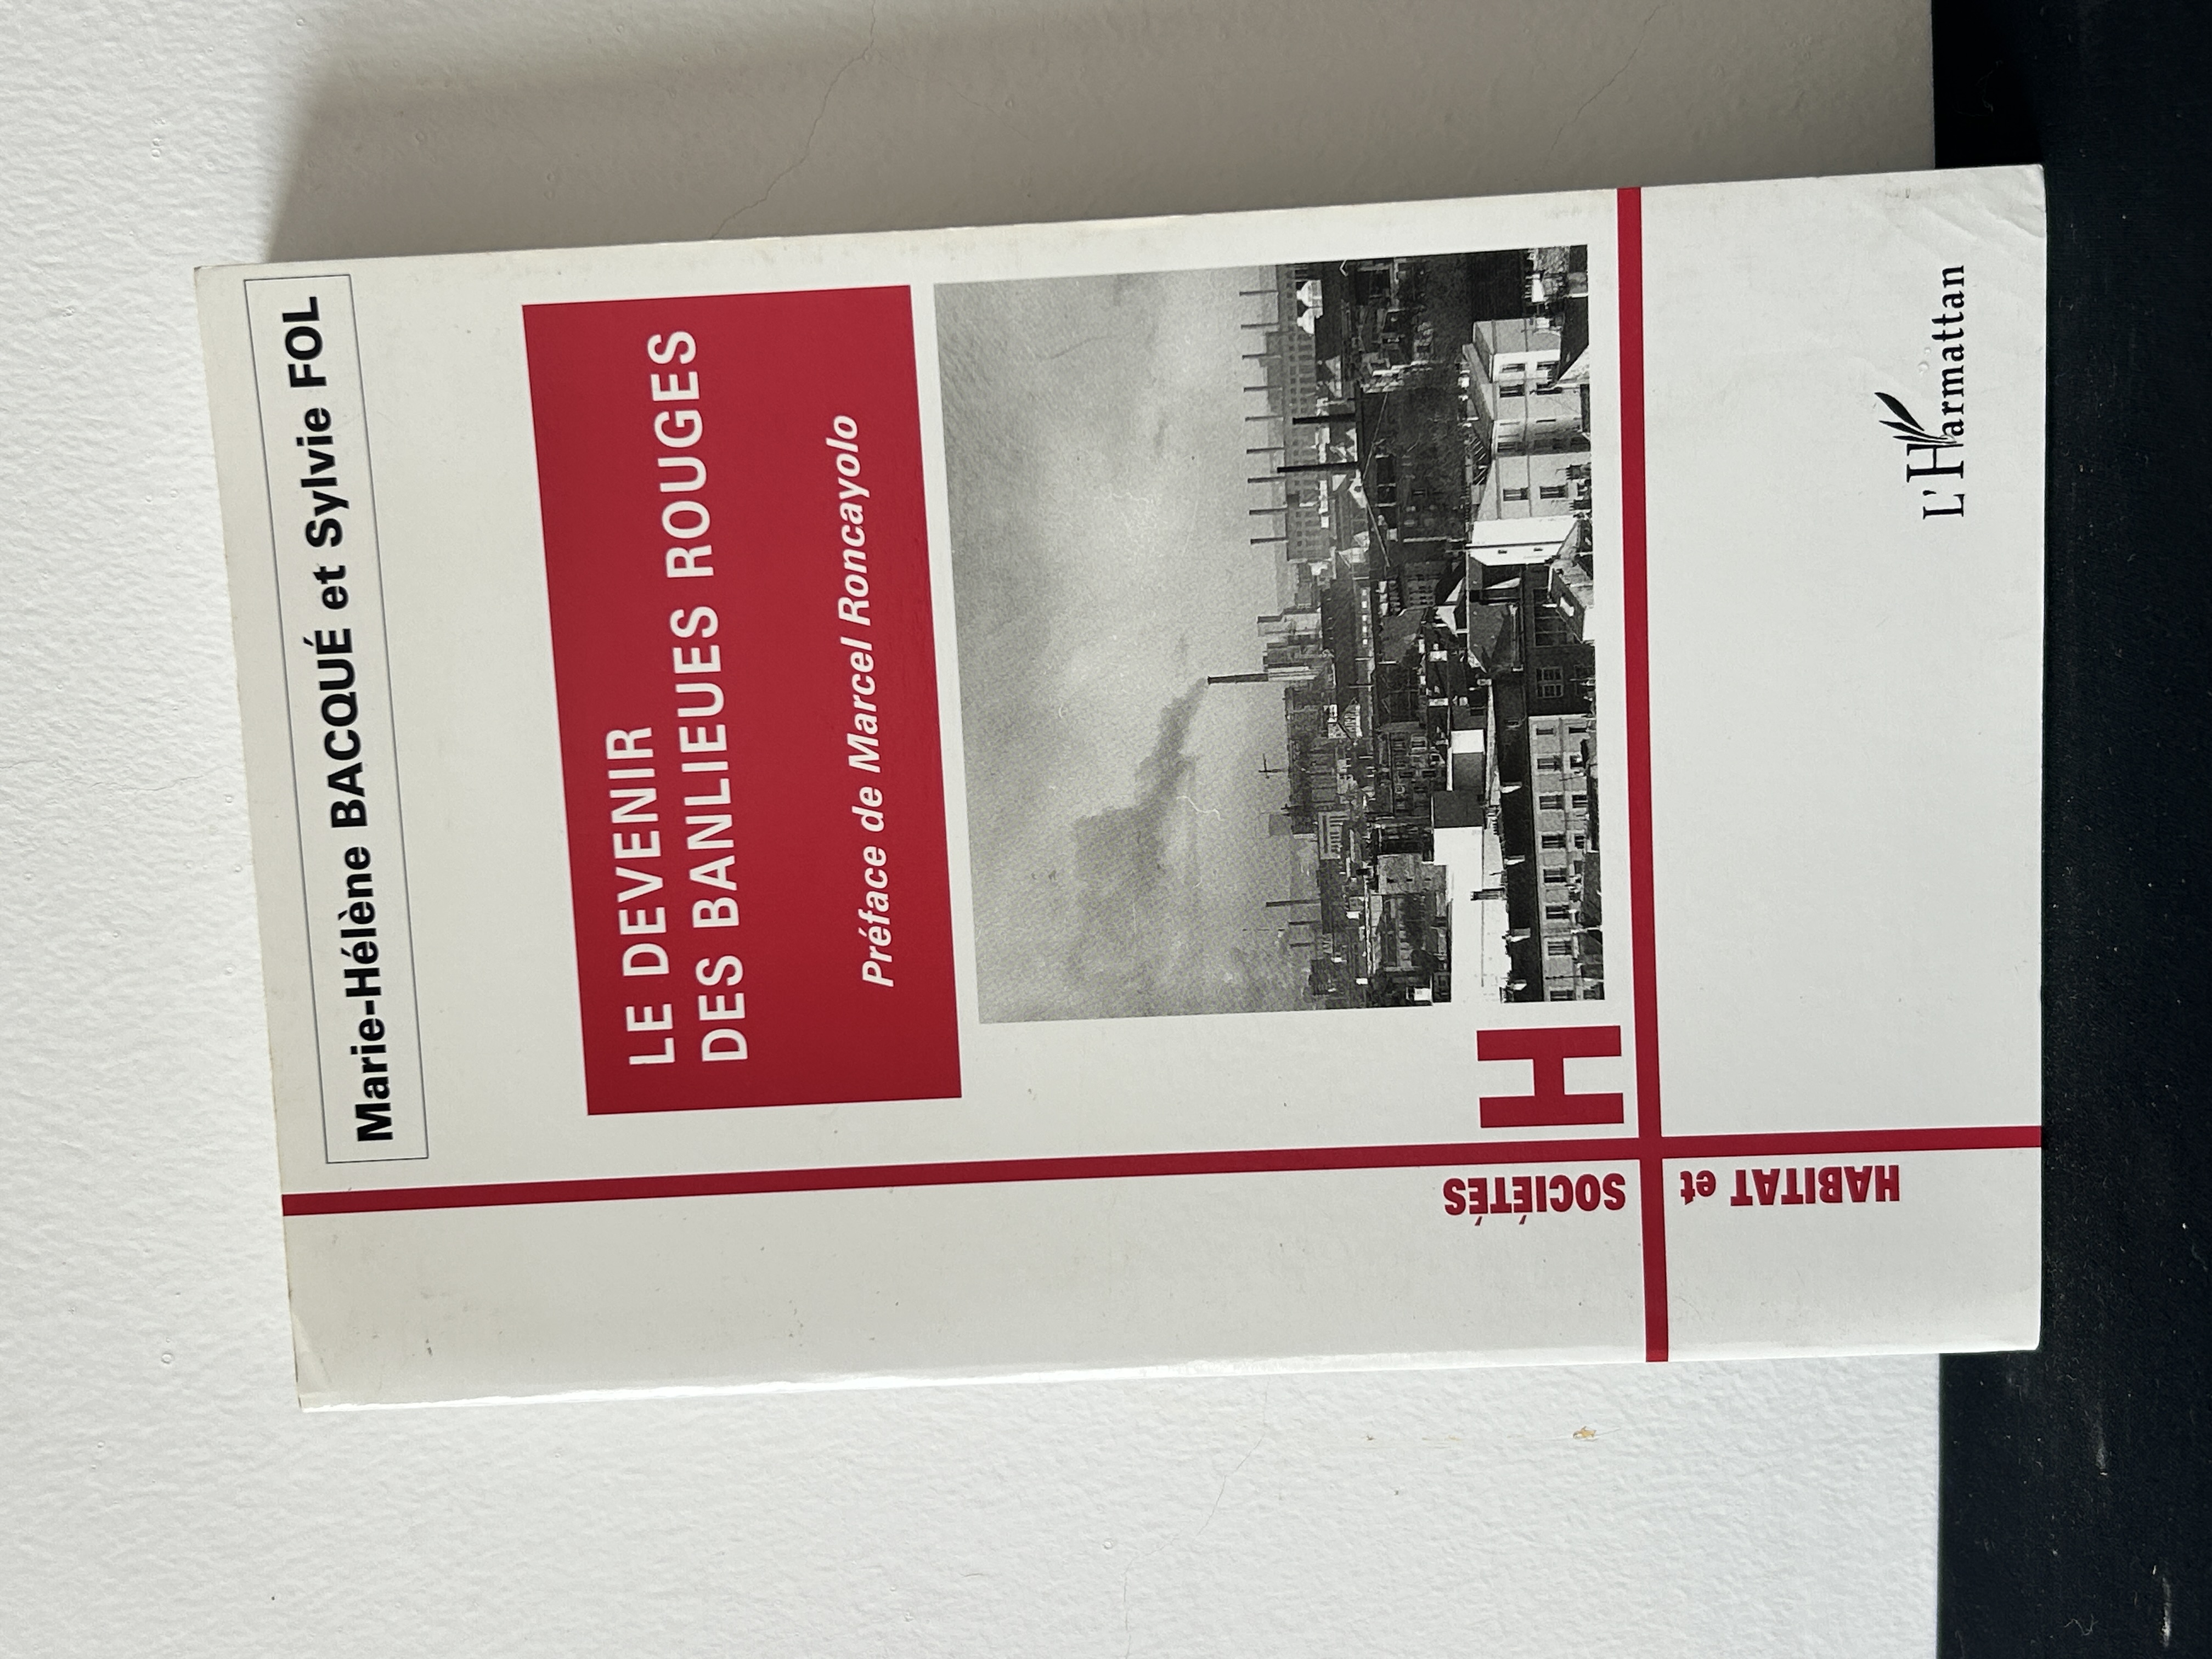 Marie-Hélène BACQUÉ et Sylvie FOL
LE DEVENIR
DES BANLIEUES ROUGES
Préface de Marcel Roncayolo
H
HABITAT et
SOCIÉTÉS
L'Harmattan